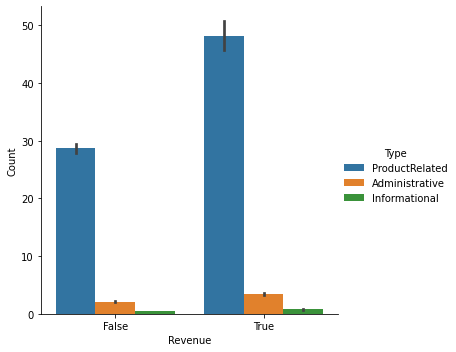 50
40
30
20
10
0
Count
False
True
Revenue
Type
ProductRelated
Administrative
Informational